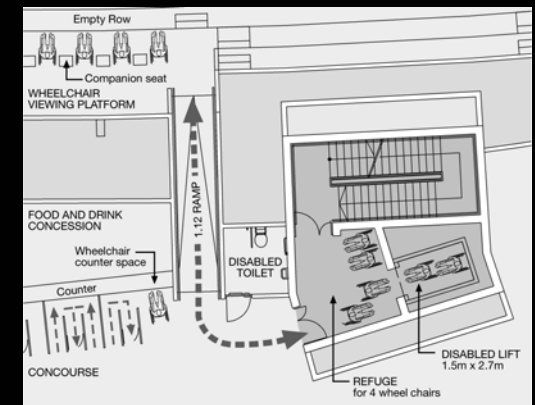 Empty Row
Companion seat
WHEELCHAIR
VIEWING PLATFORM
1.12 RAMP
FOOD AND DRINK
CONCESSION
Wheelchair
counter space
DISABLED
TOILET
Counter
CONCOURSE
DISABLED LIFT
1.5m x 2.7m
REFUGE
for 4 wheel chairs